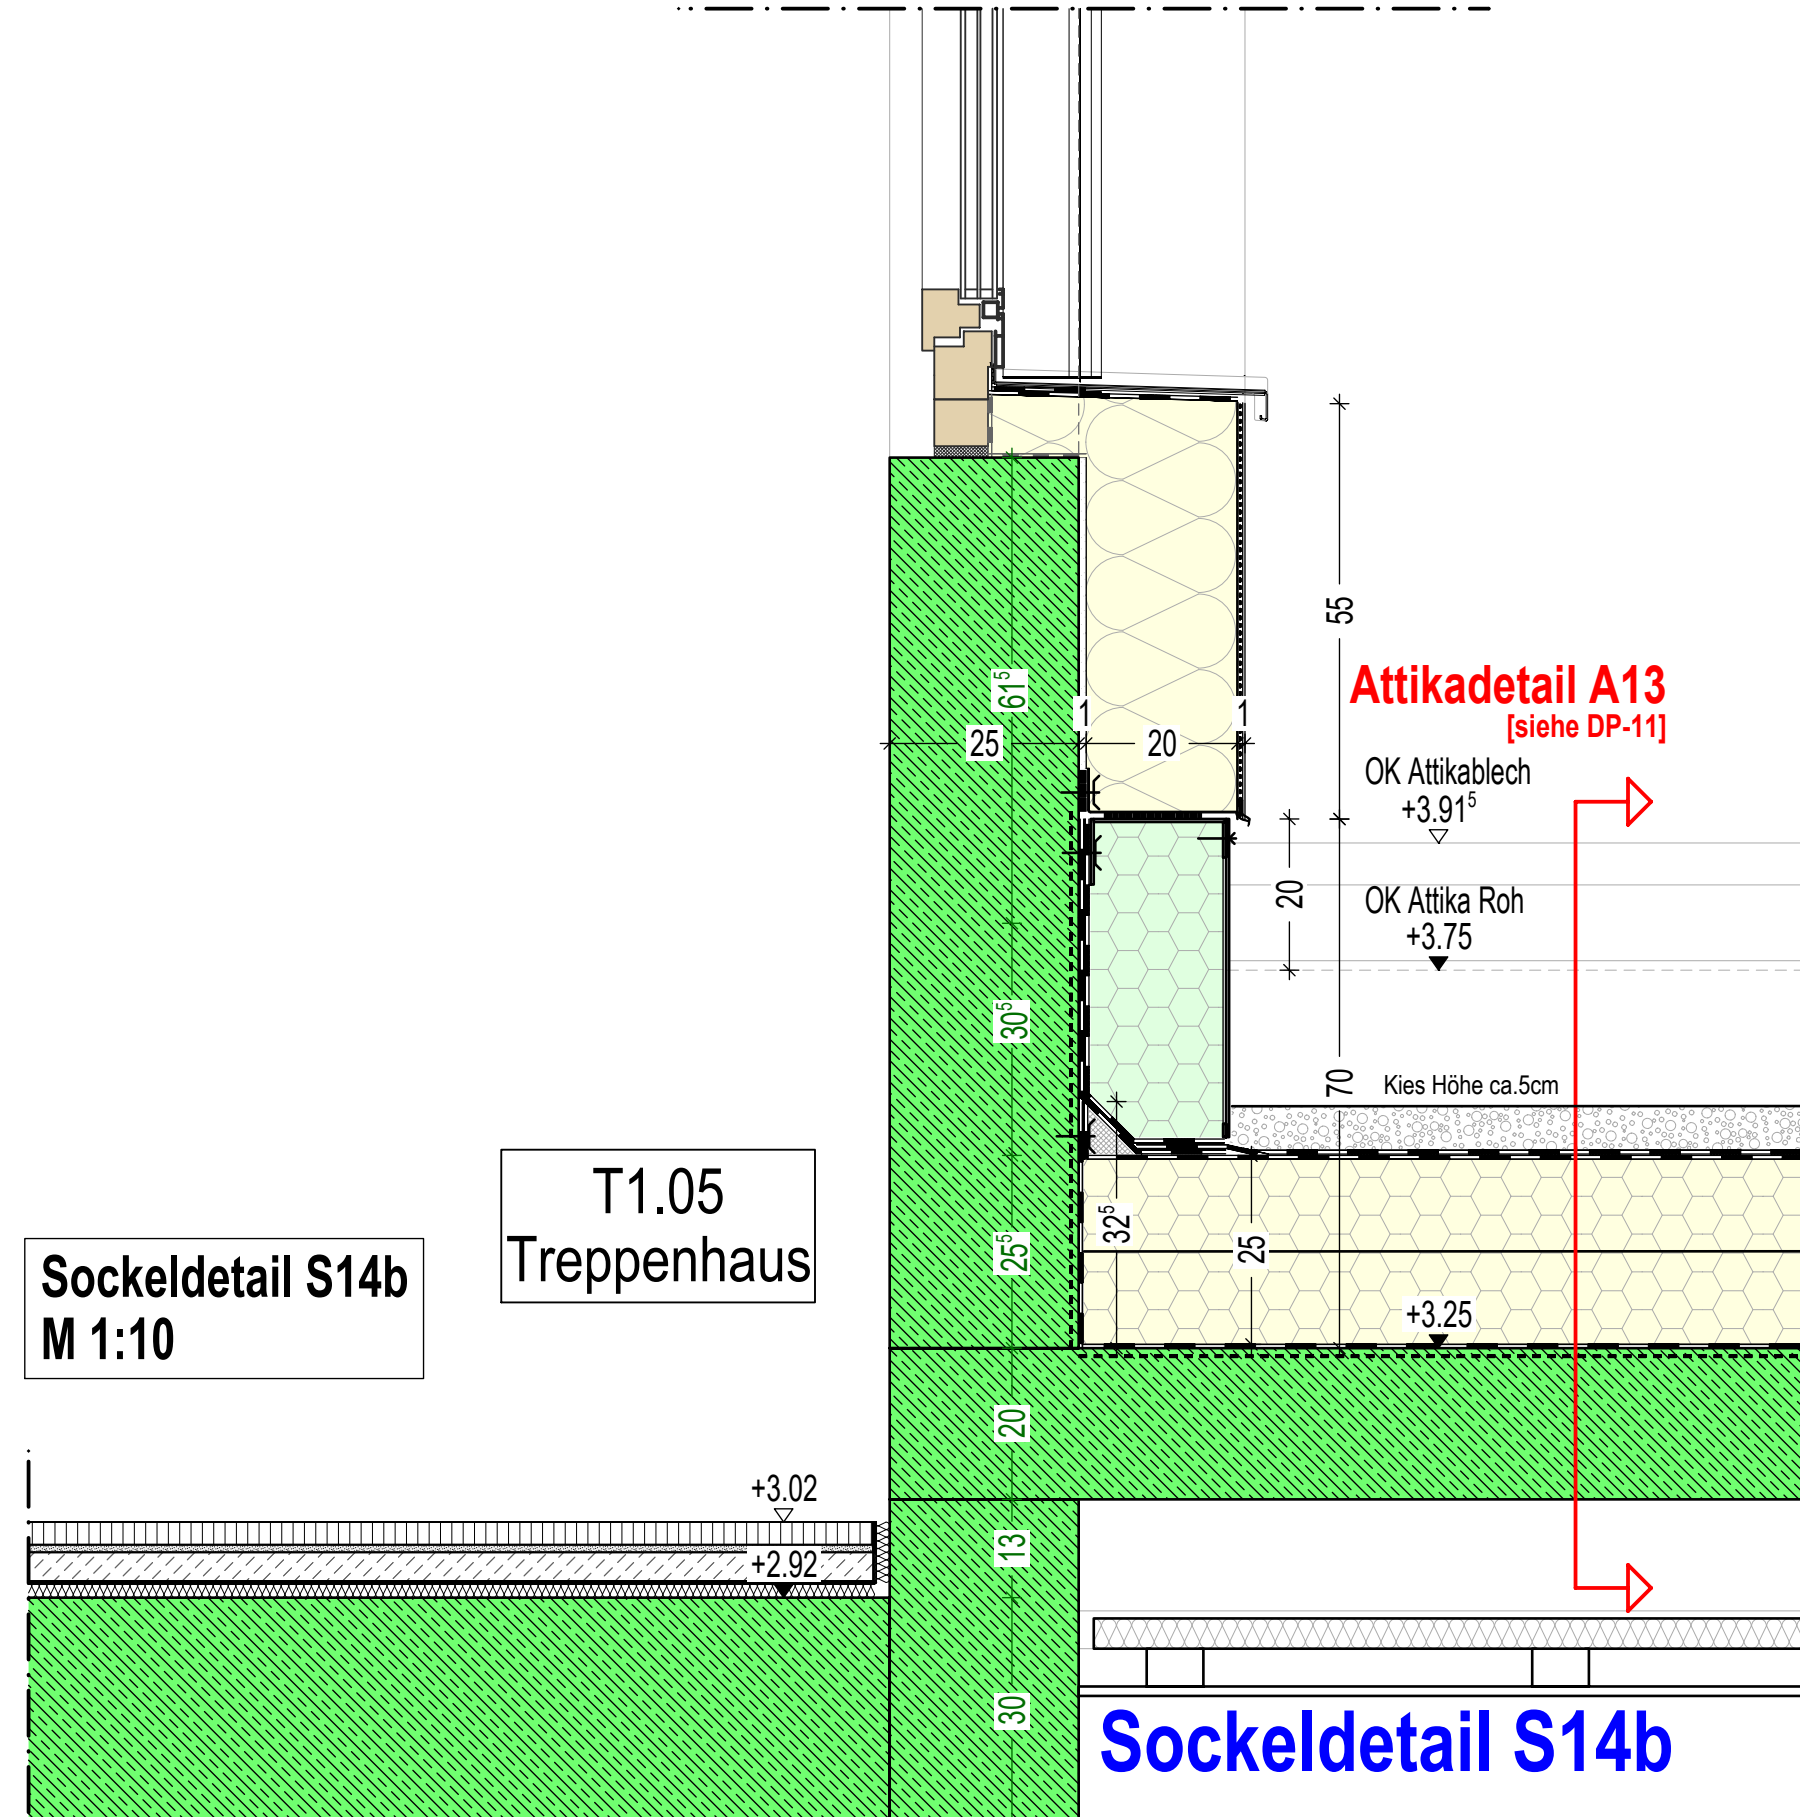 55
61⁵
Attikadetail A13
[siehe DP-11]
1
1
25
20
OK Attikablech
+3.91⁵
20
OK Attika Roh
+3.75
30⁵
70
Kies Höhe ca.5cm
T1.05
Treppenhaus
32⁵
25⁵
25
Sockeldetail S14b
M 1:10
+3.25
20
+3.02
13
+2.92
30
Sockeldetail S14b